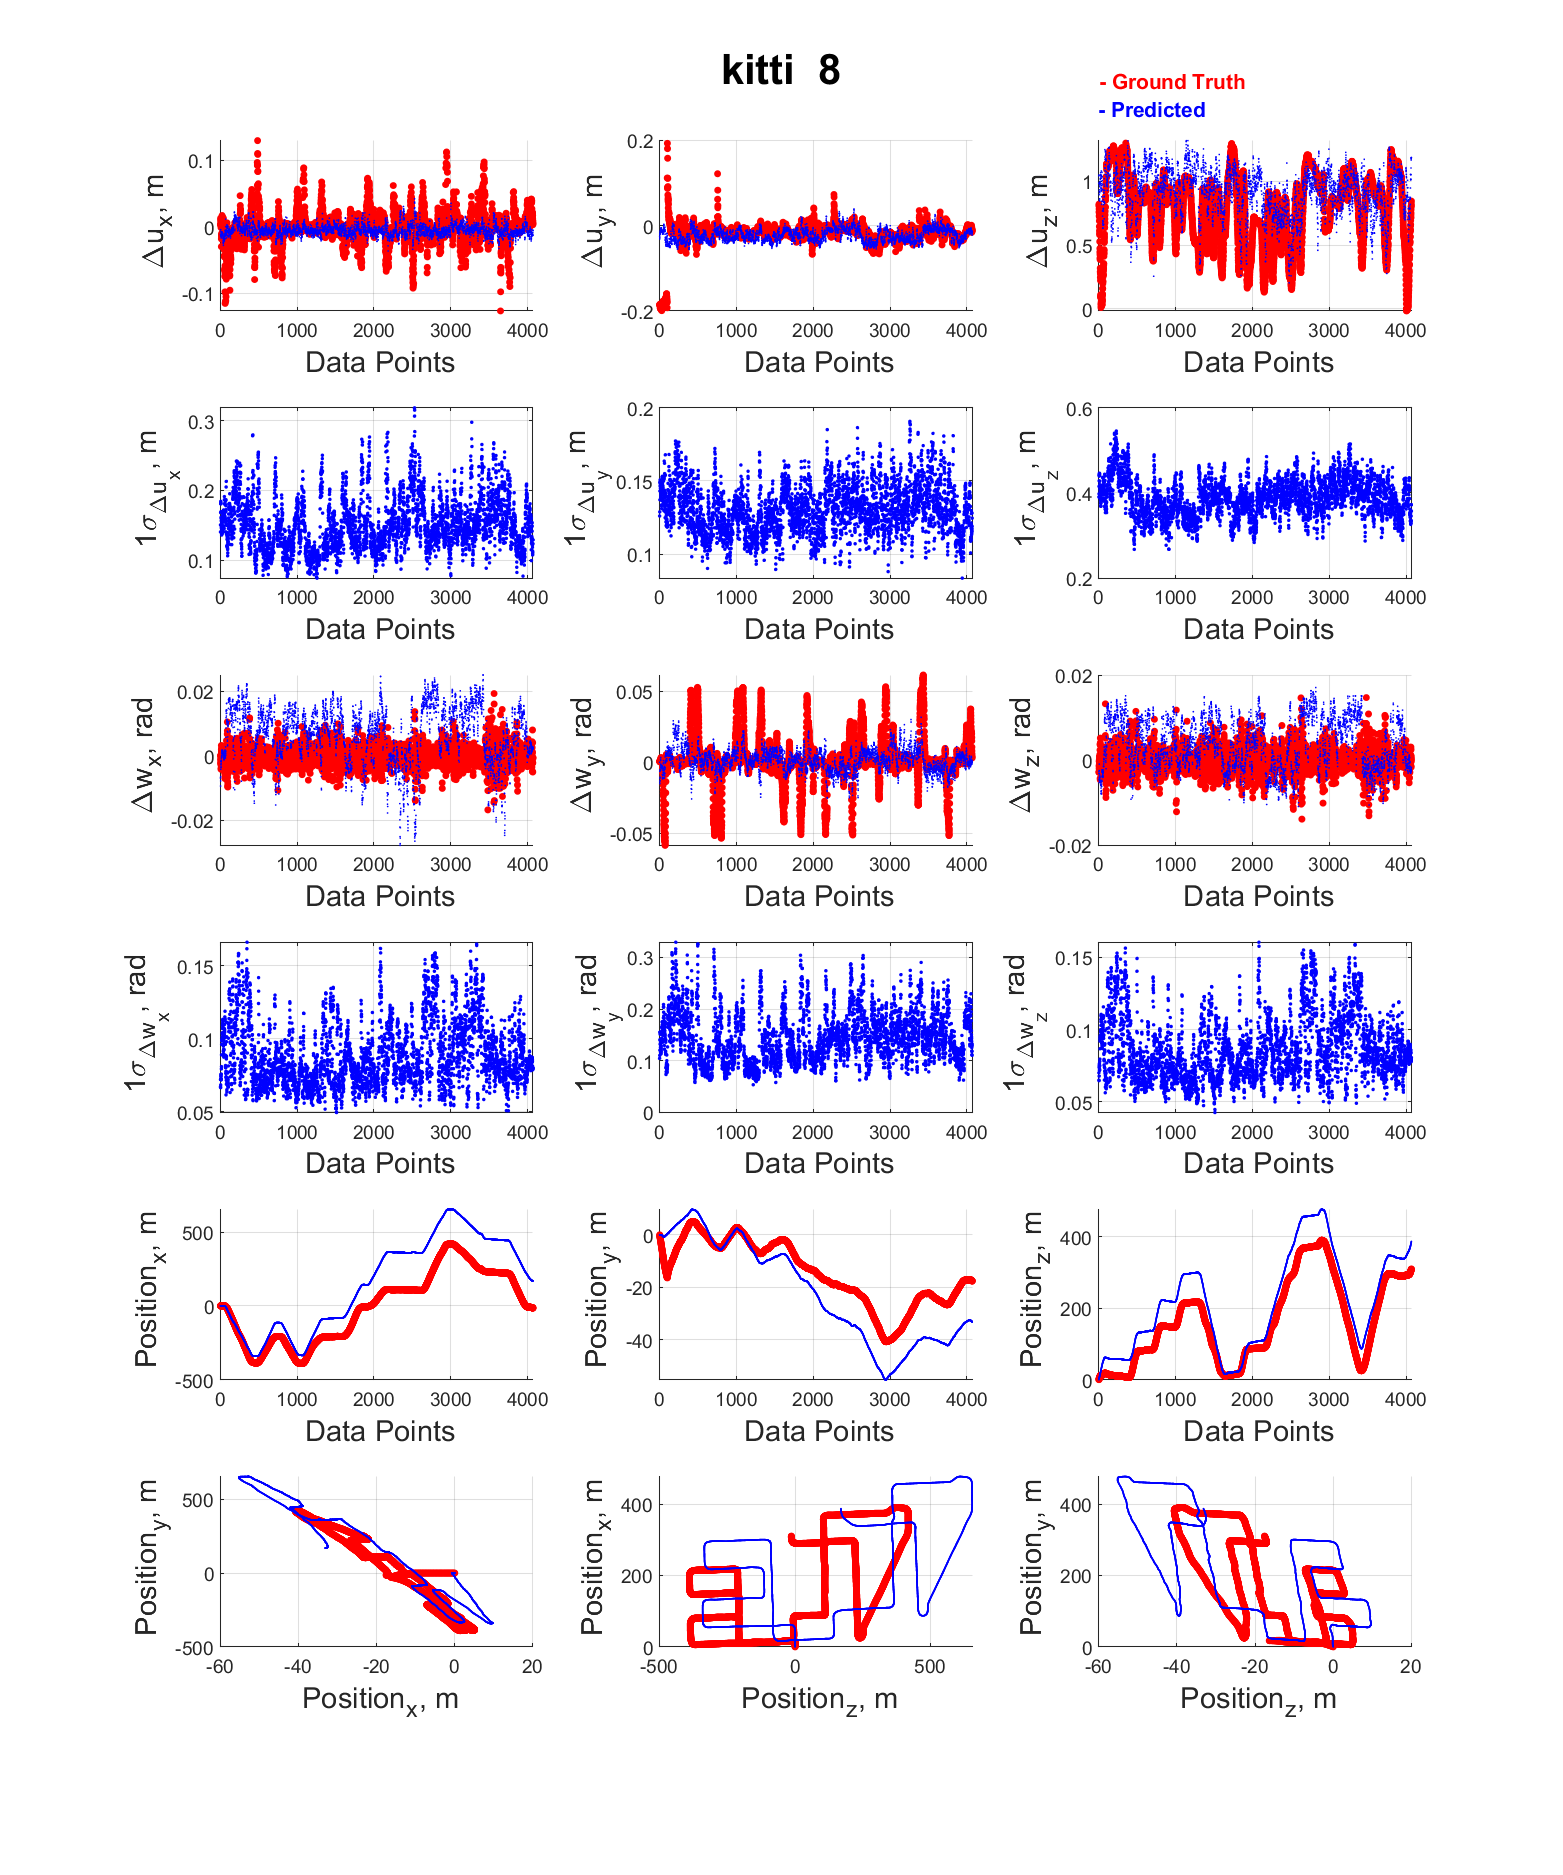 kitti 8
- Ground Truth
- Predicted
Δu_x, m
0.1
0
-0.1
0 1000 2000 3000 4000
Data Points
Δu_y, m
0.2
0
-0.2
0 1000 2000 3000 4000
Data Points
Δu_z, m
1
0.5
0
0 1000 2000 3000 4000
Data Points
1σ_Δu_x, m
0.3
0.2
0.1
0 1000 2000 3000 4000
Data Points
1σ_Δu_y, m
0.2
0.15
0.1
0 1000 2000 3000 4000
Data Points
1σ_Δu_z, m
0.6
0.4
0.2
0 1000 2000 3000 4000
Data Points
Δw_x, rad
0.02
0
-0.02
0 1000 2000 3000 4000
Data Points
Δw_y, rad
0.05
0
-0.05
0 1000 2000 3000 4000
Data Points
Δw_z, rad
0.02
0
-0.02
0 1000 2000 3000 4000
Data Points
1σ_Δw_x, rad
0.15
0.1
0.05
0 1000 2000 3000 4000
Data Points
1σ_Δw_y, rad
0.3
0.2
0.1
0
0 1000 2000 3000 4000
Data Points
1σ_Δw_z, rad
0.15
0.1
0.05
0 1000 2000 3000 4000
Data Points
Position_x, m
500
0
-500
0 1000 2000 3000 4000
Data Points
Position_y, m
0
-20
-40
0 1000 2000 3000 4000
Data Points
Position_z, m
400
200
0
0 1000 2000 3000 4000
Data Points
Position_y, m
500
0
-500
-60 -40 -20 0 20
Position_x, m
Position_x, m
400
200
0
-500 0 500
Position_z, m
Position_y, m
400
200
0
-60 -40 -20 0 20
Position_z, m